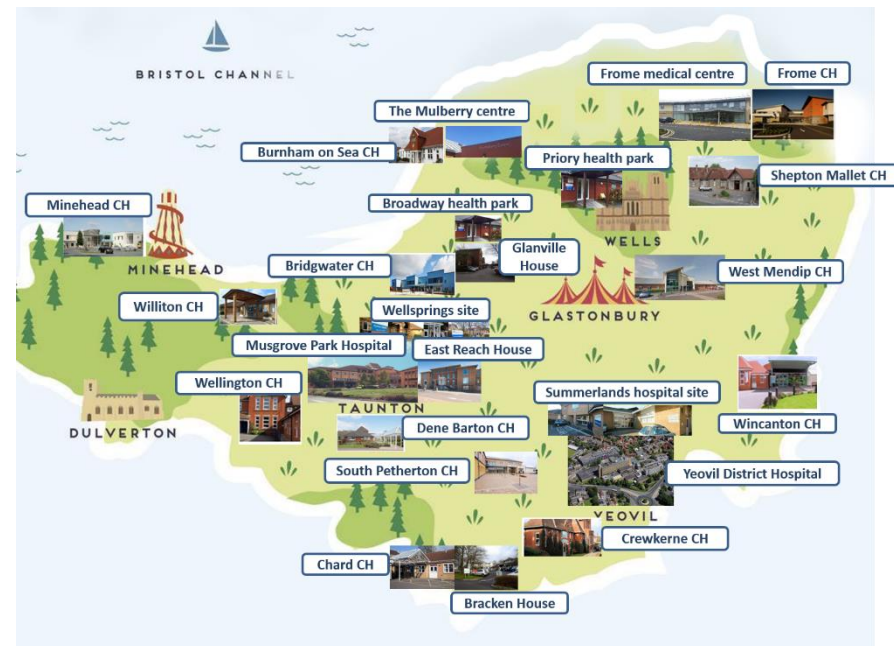 BRISTOL CHANNEL
Frome medical centre
Frome CH
The Mulberry centre
Burnham on Sea CH
Priory health park
Shepton Mallet CH
Minehead CH
Broadway health park
WELLS
Glanville
House
MINEHEAD
Bridgwater CH
West Mendip CH
Williton CH
Wellsprings site
GLASTONBURY
Musgrove Park Hospital
East Reach House
Wellington CH
Summerlands hospital site
TAUNTON
DULVERTON
Dene Barton CH
Wincanton CH
South Petherton CH
Yeovil District Hospital
YEOVIL
Crewkerne CH
Chard CH
Bracken House